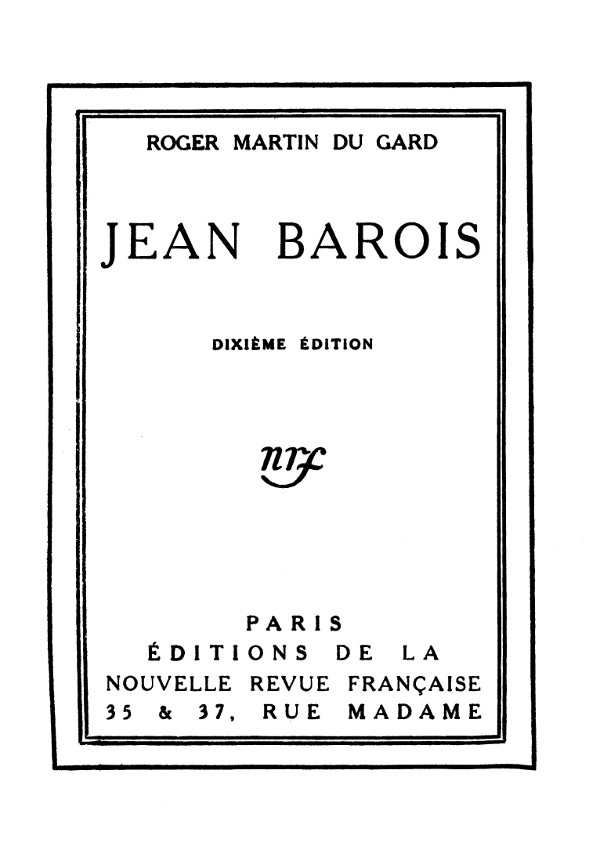 ROGER MARTIN DU GARD
JEAN BAROIS
DIXIÈME ÉDITION
nrf
PARIS
ÉDITIONS DE LA
NOUVELLE REVUE FRANÇAISE
35 & 37, RUE MADAME